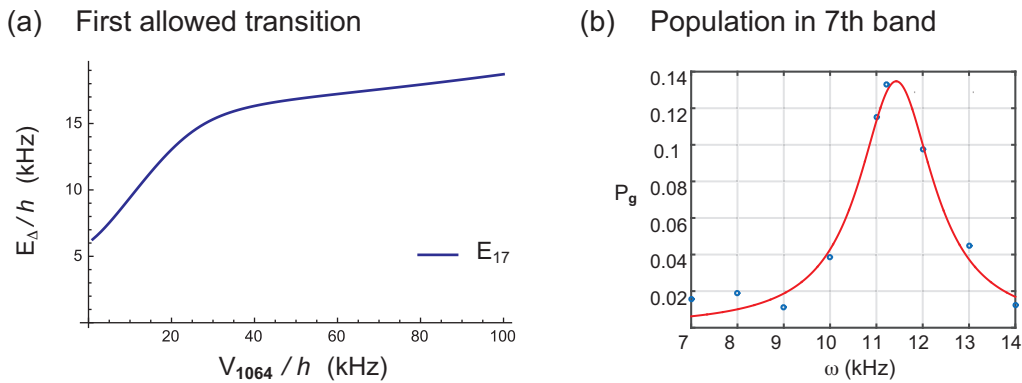 (a) First allowed transition
E_Δ / h (kHz)
15
10
5
E_17
20 40 60 80 100
V_1064 / h (kHz)
(b) Population in 7th band
P_g
0.14
0.12
0.1
0.08
0.06
0.04
0.02
7 8 9 10 11 12 13 14
ω (kHz)